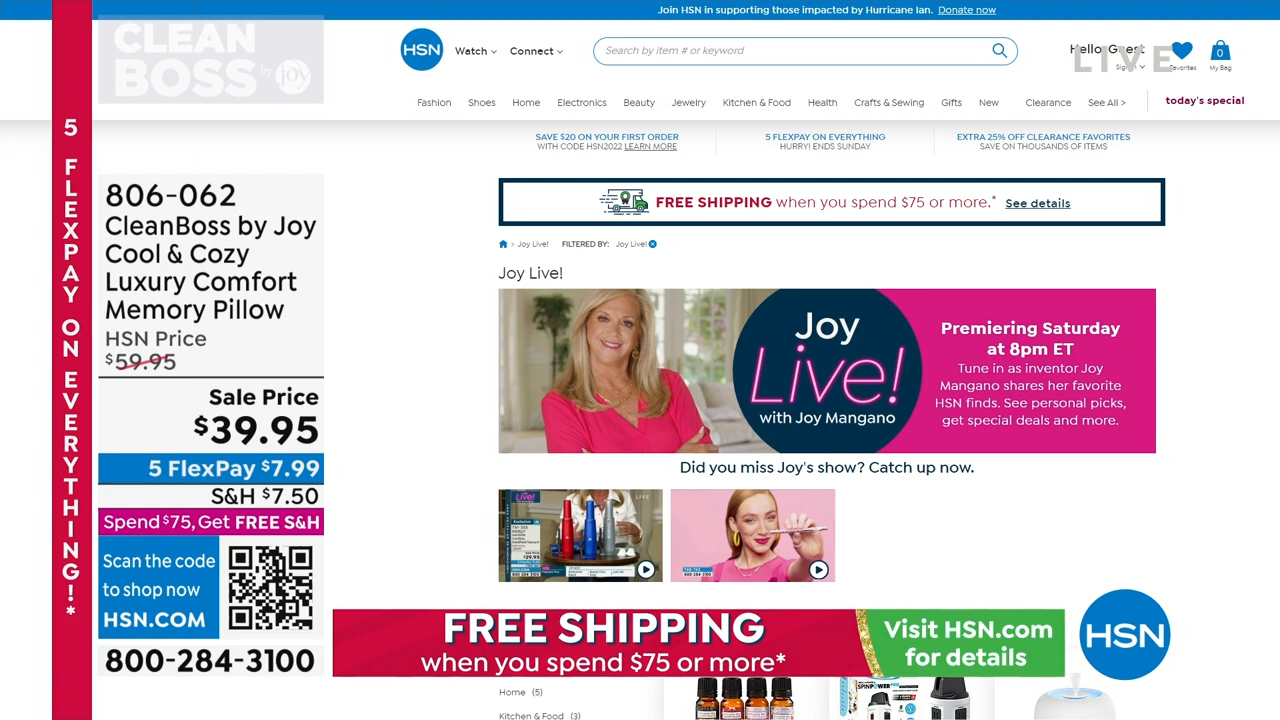 Join HSN in supporting those impacted by Hurricane Ian. Donate now
CLEAN
BOSS by joy
HSN
Watch
Connect
Search by item # or keyword
Hello, Guest
LIVE
Favorites
0
My Bag
Fashion Shoes Home Electronics Beauty Jewelry Kitchen & Food Health Crafts & Sewing Gifts New Clearance See All > today's special
SAVE $20 ON YOUR FIRST ORDER
WITH CODE HSN2022 LEARN MORE
5 FLEXPAY ON EVERYTHING
HURRY! ENDS SUNDAY
EXTRA 25% OFF CLEARANCE FAVORITES
SAVE ON THOUSANDS OF ITEMS
5 FLEXPAY ON EVERYTHING!*
806-062
CleanBoss by Joy
Cool & Cozy
Luxury Comfort
Memory Pillow
HSN Price
$59.95
Sale Price
$39.95
5 FlexPay $7.99
S&H $7.50
Spend $75, Get FREE S&H
Scan the code
to shop now
HSN.COM
800-284-3100
FREE SHIPPING when you spend $75 or more.* See details
> Joy Live! FILTERED BY: Joy Live!
Joy Live!
Joy
Live!
with Joy Mangano
Premiering Saturday
at 8pm ET
Tune in as inventor Joy
Mangano shares her favorite
HSN finds. See personal picks,
get special deals and more.
Did you miss Joy's show? Catch up now.
Live!
LIVE
$29.95
800-284-3100
FREE SHIPPING
when you spend $75 or more*
Visit HSN.com
for details
HSN
Home (5)
Kitchen & Food (3)
SPINPOWER